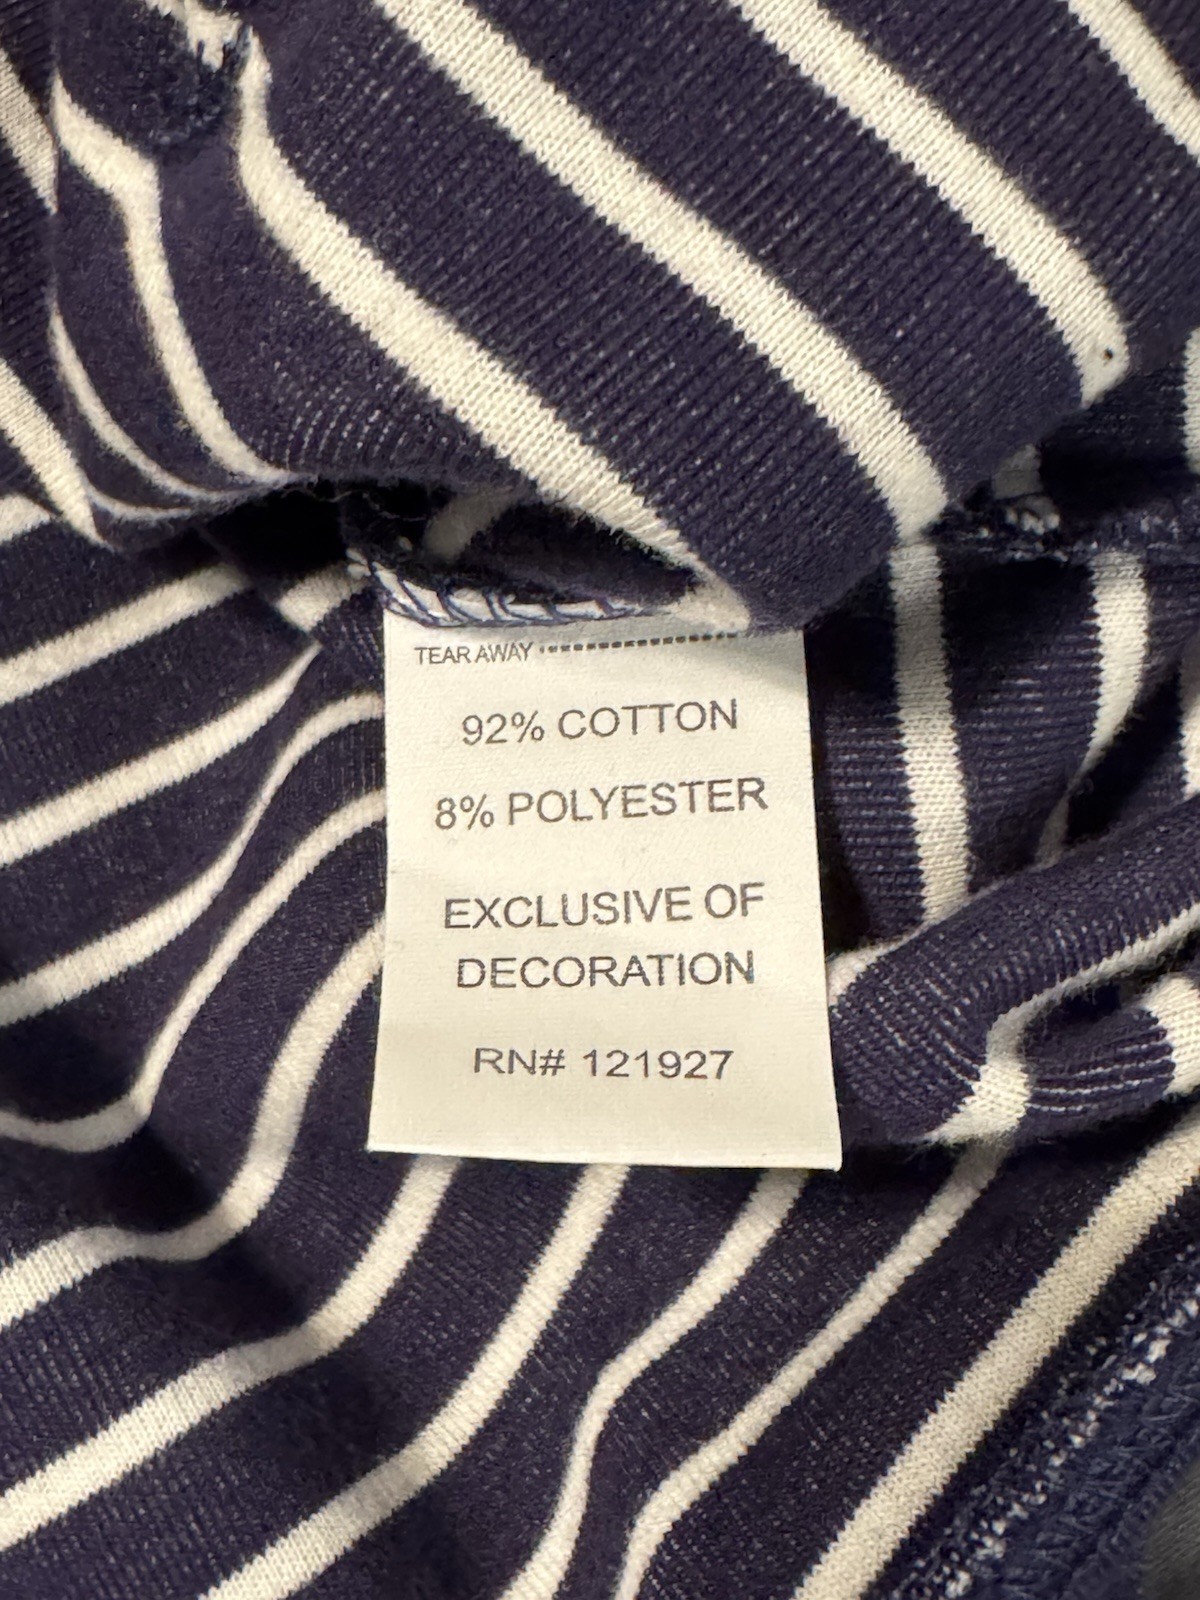 TEAR AWAY
92% COTTON
8% POLYESTER
EXCLUSIVE OF
DECORATION
RN# 121927